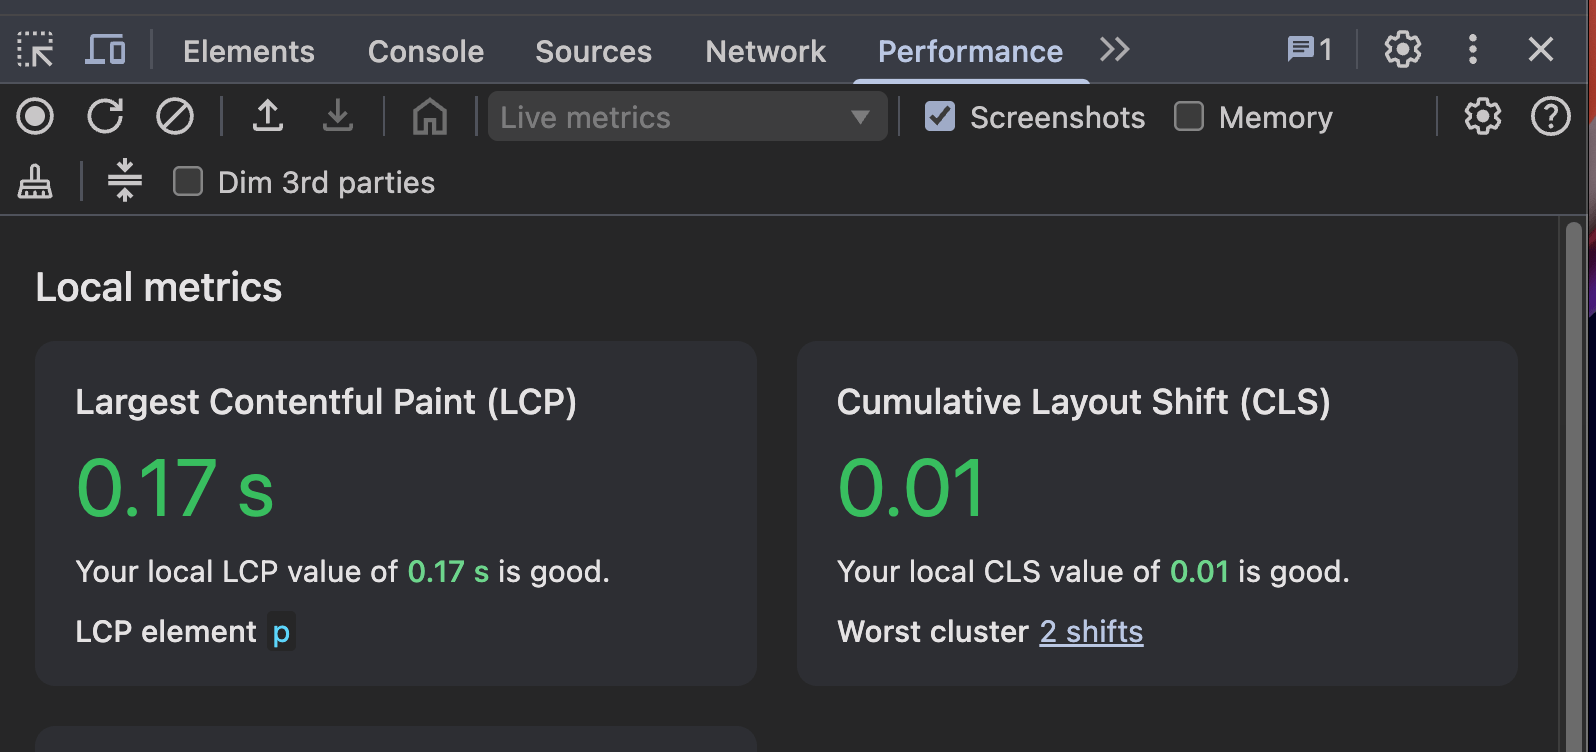 Elements Console Sources Network Performance 1
Live metrics Screenshots Memory
Dim 3rd parties
Local metrics
Largest Contentful Paint (LCP)
0.17 s
Your local LCP value of 0.17 s is good.
LCP element p
Cumulative Layout Shift (CLS)
0.01
Your local CLS value of 0.01 is good.
Worst cluster 2 shifts